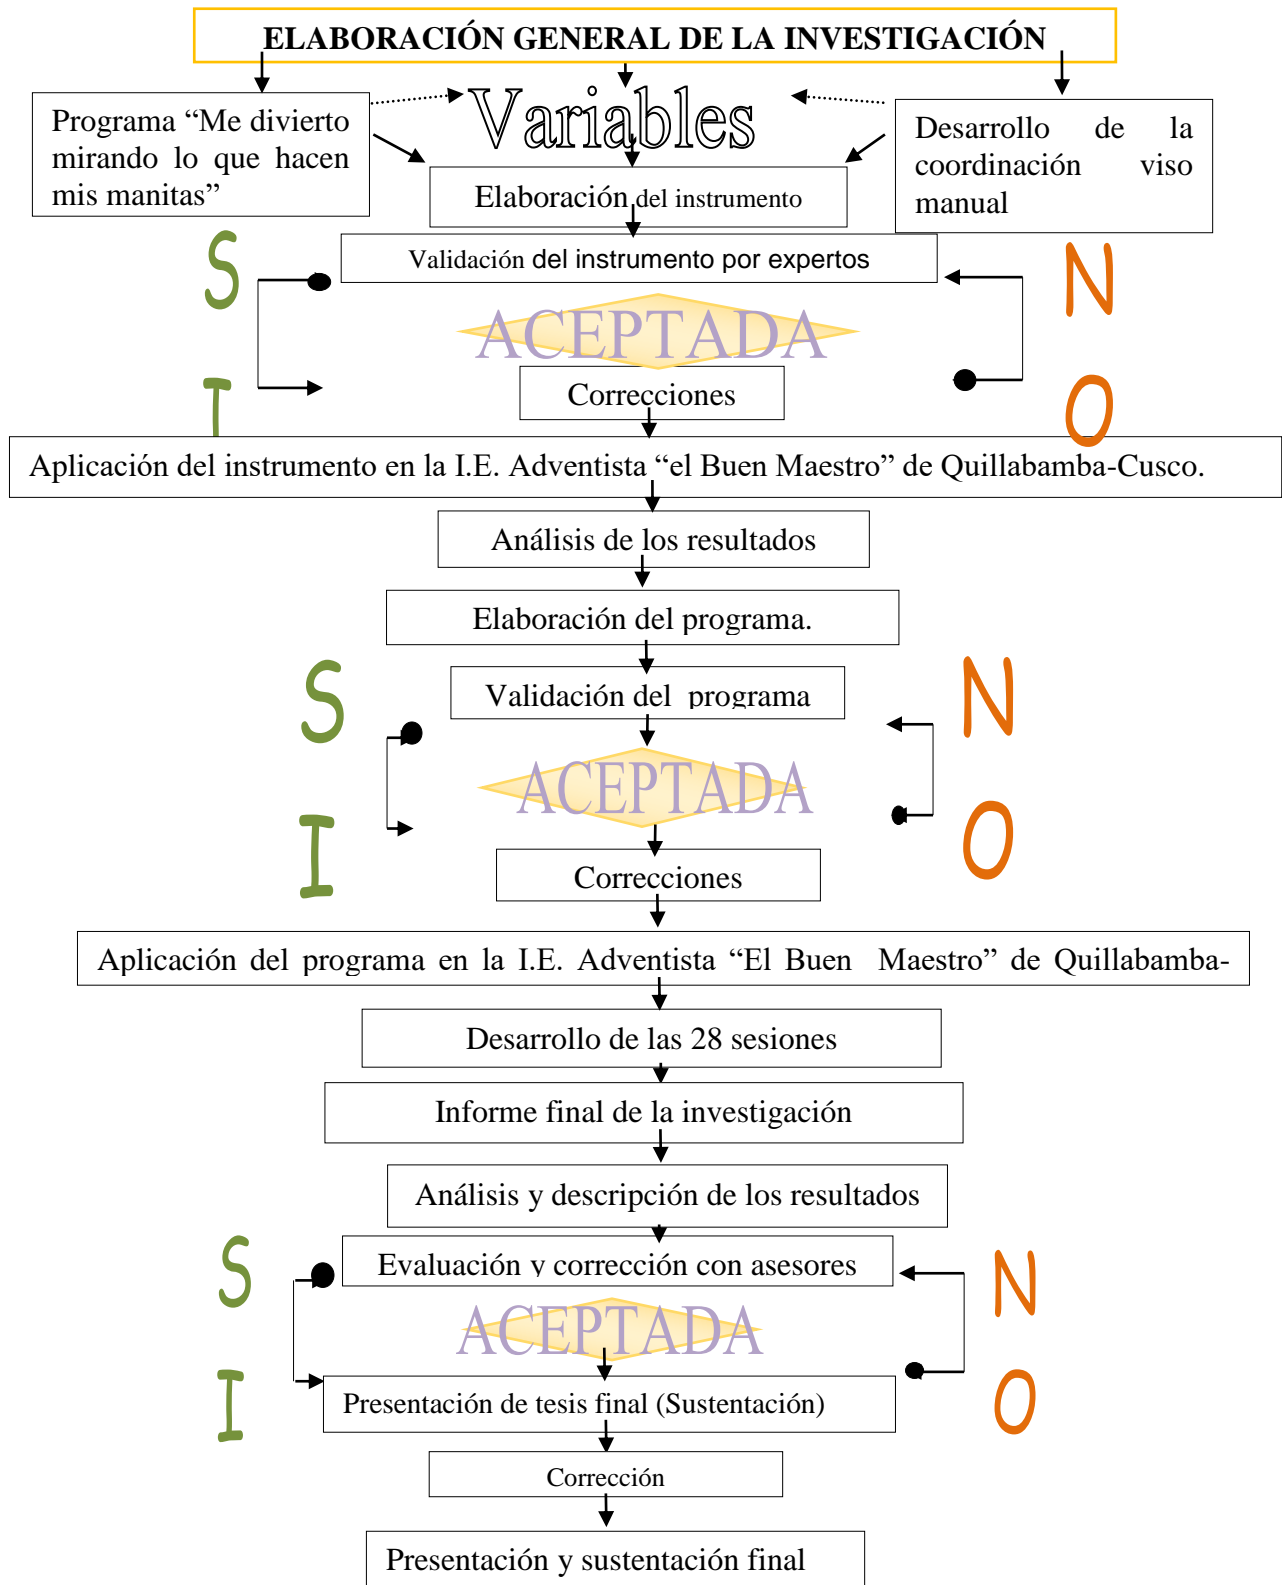 ELABORACIÓN GENERAL DE LA INVESTIGACIÓN
Programa “Me divierto
mirando lo que hacen
mis manitas”
Variables
Desarrollo de la
coordinación viso
manual
Elaboración del instrumento
Validación del instrumento por expertos
S
I
N
O
ACEPTADA
Correcciones
Aplicación del instrumento en la I.E. Adventista “el Buen Maestro” de Quillabamba-Cusco.
Análisis de los resultados
Elaboración del programa.
Validación del programa
S
I
N
O
ACEPTADA
Correcciones
Aplicación del programa en la I.E. Adventista “El Buen Maestro” de Quillabamba-
Desarrollo de las 28 sesiones
Informe final de la investigación
Análisis y descripción de los resultados
Evaluación y corrección con asesores
S
I
N
O
ACEPTADA
Presentación de tesis final (Sustentación)
Corrección
Presentación y sustentación final